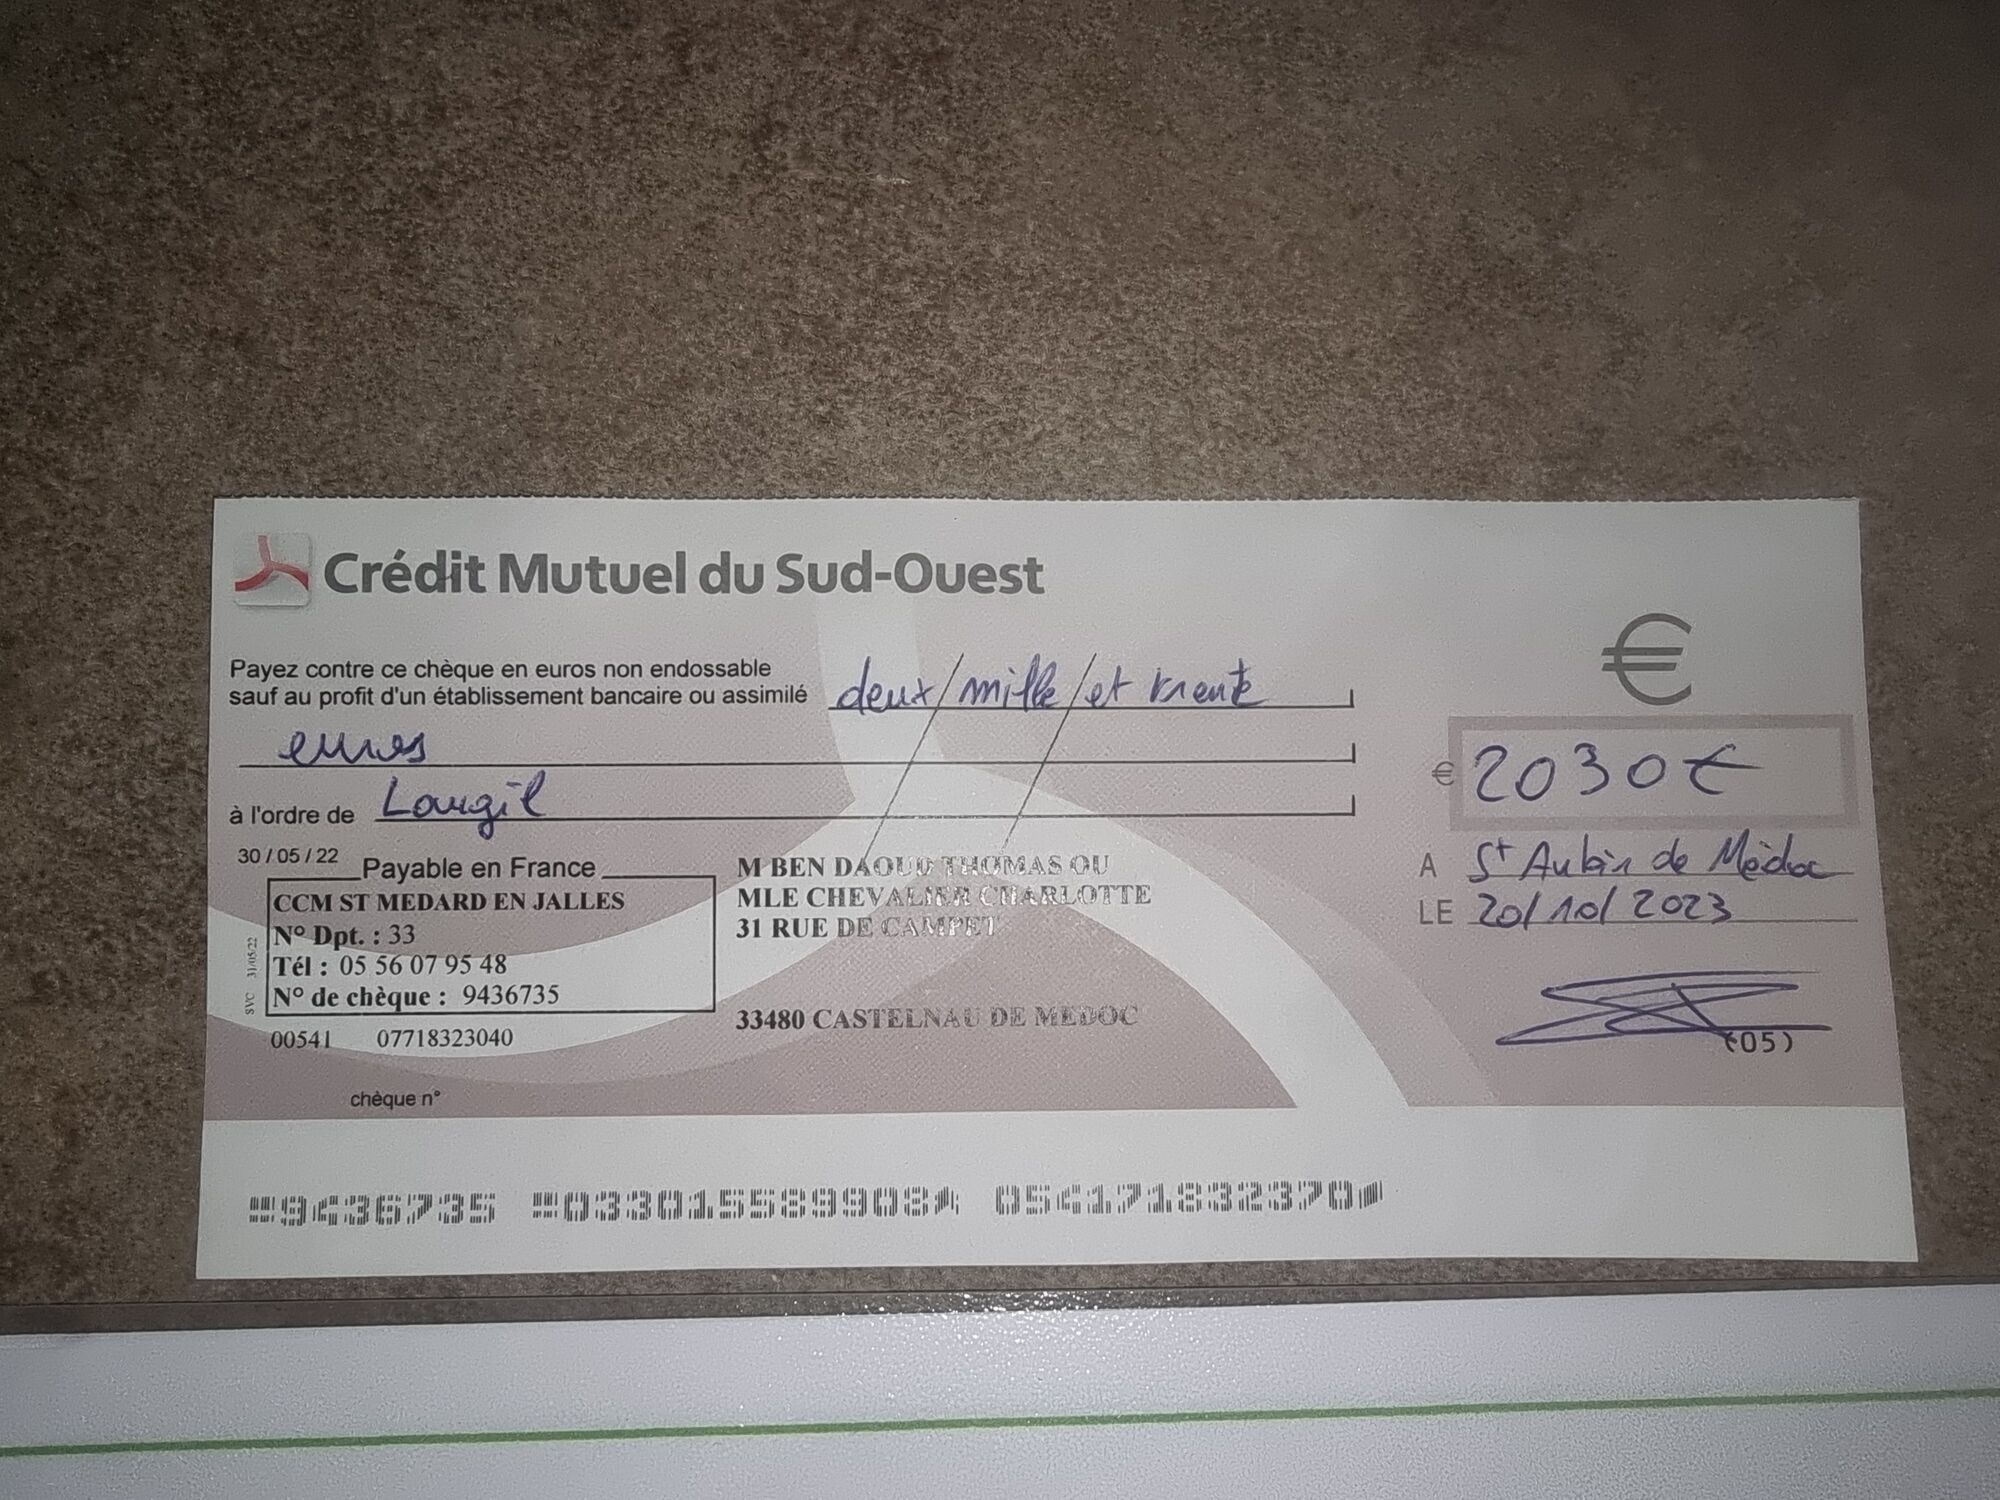 Crédit Mutuel du Sud-Ouest
€
Payez contre ce chèque en euros non endossable
sauf au profit d'un établissement bancaire ou assimilé deux mille et trente
euros
€ 2030€
à l'ordre de Lougil
A St Aubin de Médoc
LE 20/10/2023
30/05/22 Payable en France
CCM ST MEDARD EN JALLES
N° Dpt. : 33
Tél : 05 56 07 95 48
N° de chèque : 9436735
SVC 31/05/22
00541 07718323040
M BEN DAOUD THOMAS OU
MLE CHEVALIER CHARLOTTE
31 RUE DE CAMPET
33480 CASTELNAU DE MEDOC
(05)
chèque n°
9436735 033015589908 054171832370